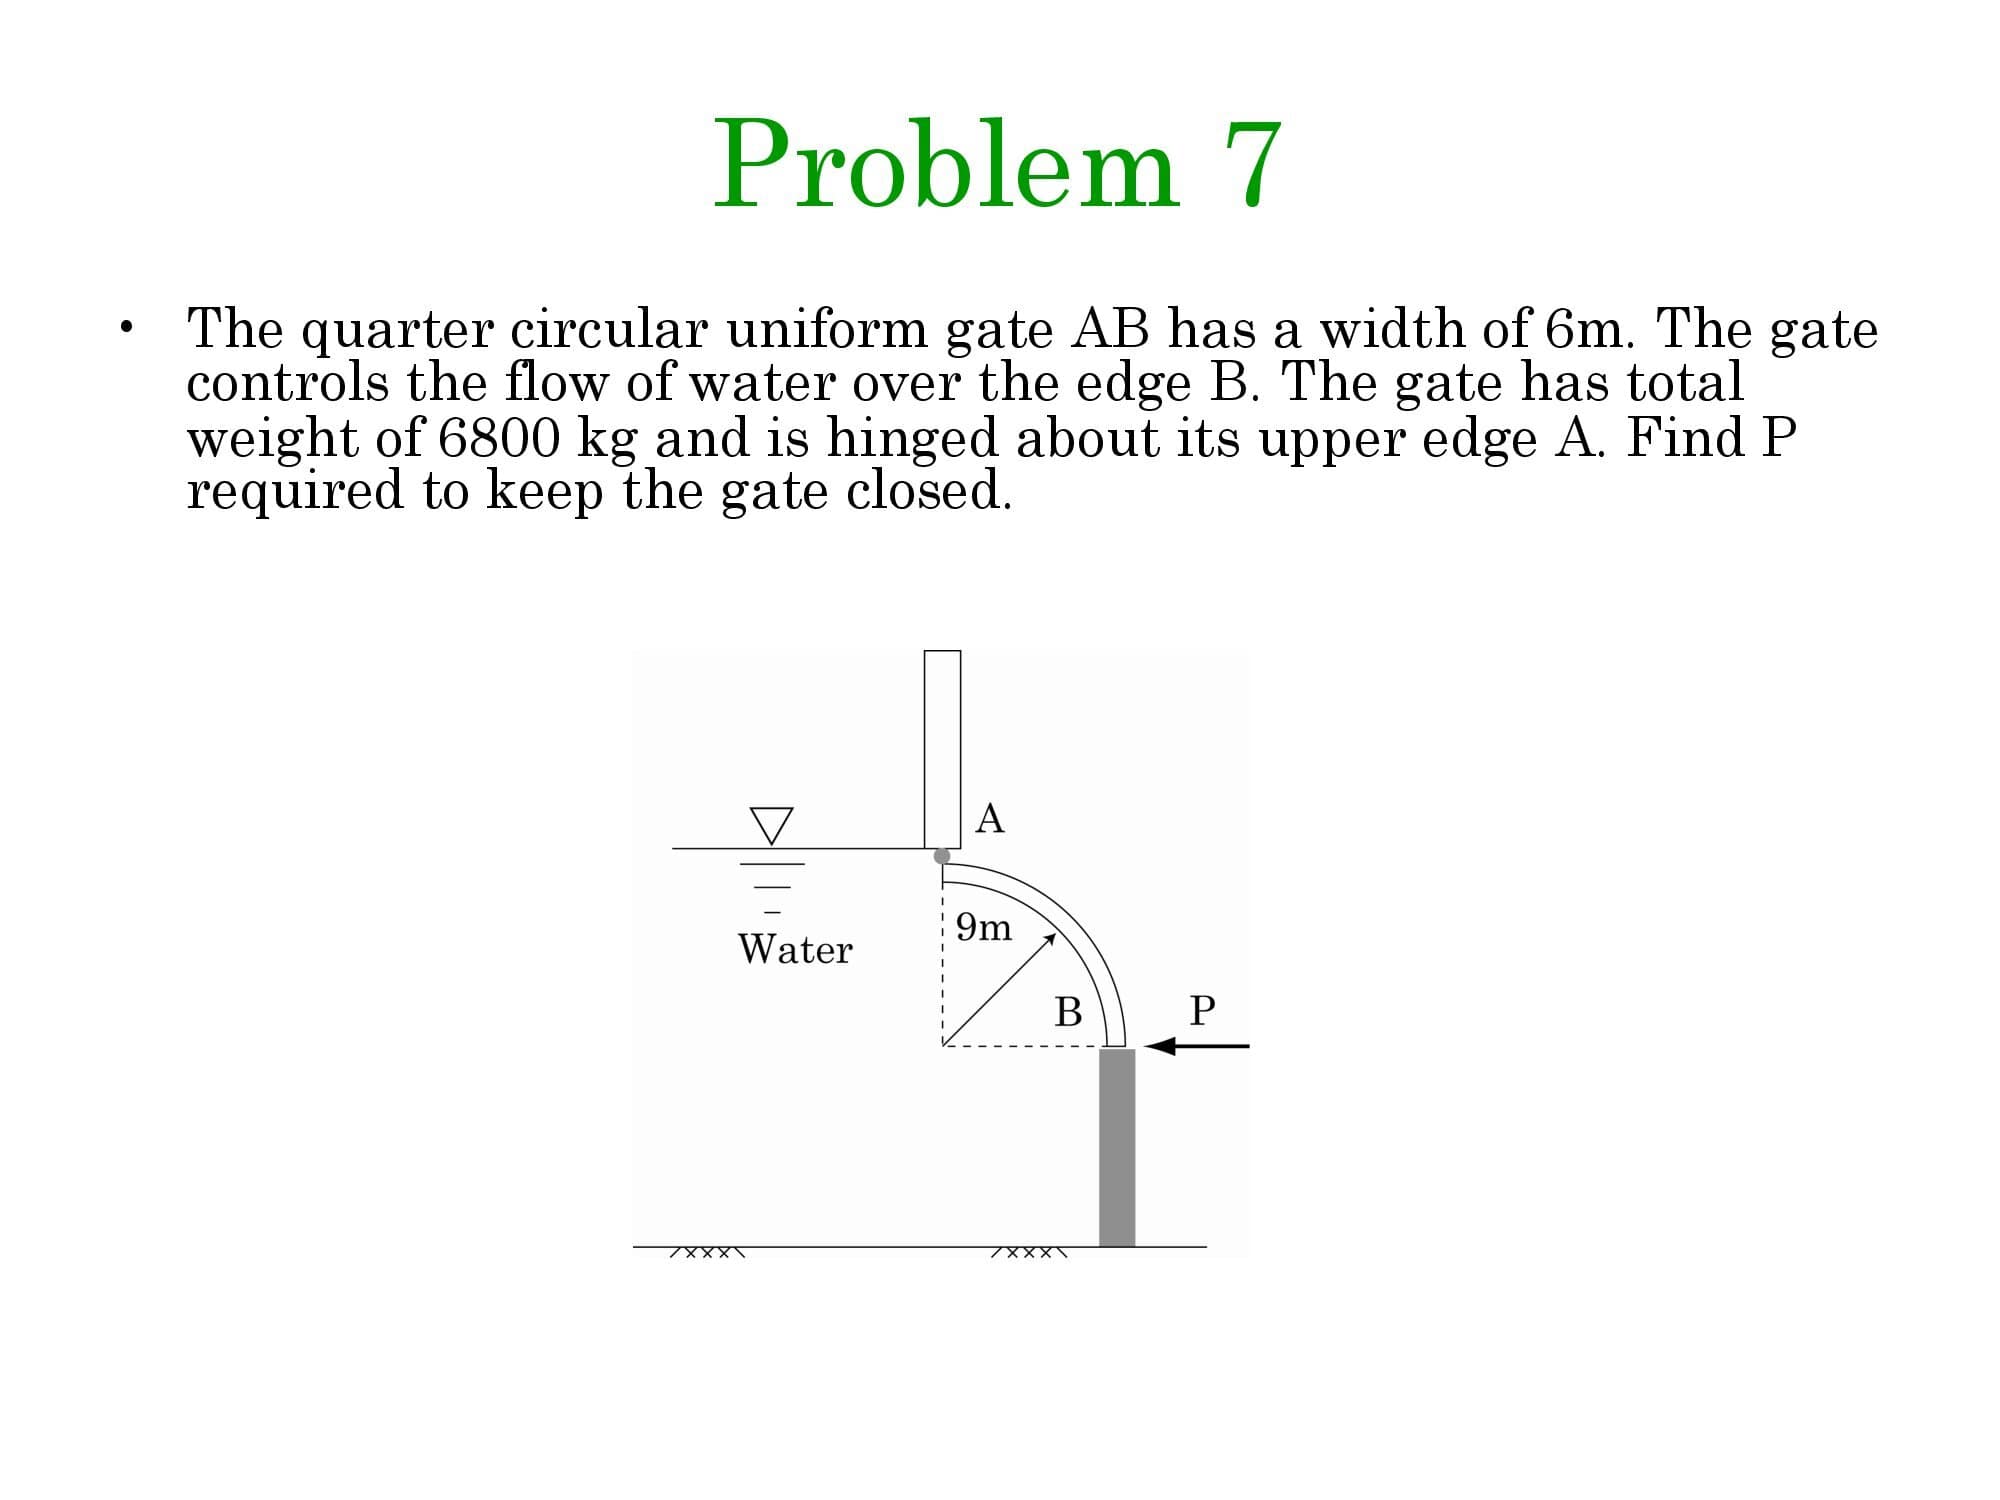 Problem 7
• The quarter circular uniform gate AB has a width of 6m. The gate
controls the flow of water over the edge B. The gate has total
weight of 6800 kg and is hinged about its upper edge A. Find P
required to keep the gate closed.
A
9m
Water
B
P